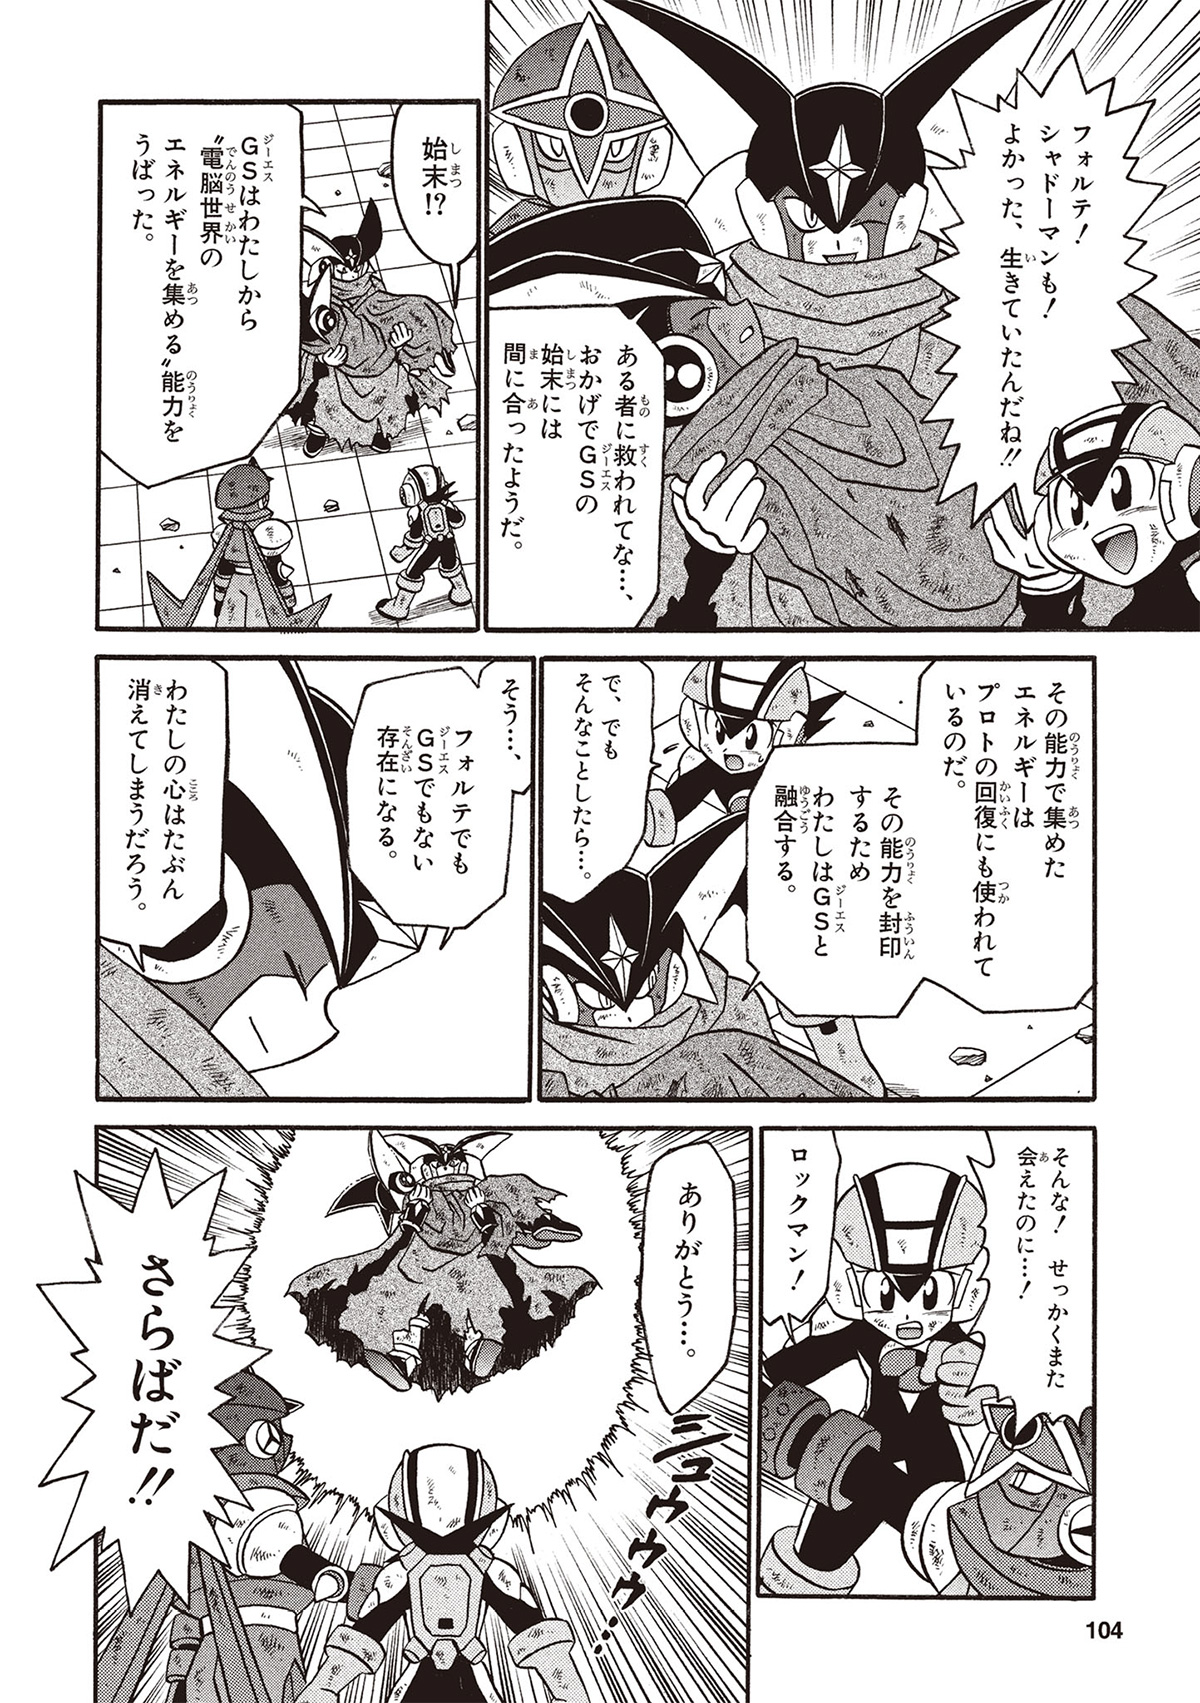 フォルテ!
シャドーマンも!
よかった、生きていたんだね!!
ある者に救われてな…、
おかげでGSの
始末には
間に合ったようだ。
始末!?
GSはわたしから
〝電脳世界の
エネルギーを集める〟能力を
うばった。
その能力で集めた
エネルギーは
プロトの回復にも使われて
いるのだ。
その能力を封印
するため
わたしはGSと
融合する。
で、でも
そんなことしたら…。
そう…、
フォルテでも
GSでもない
存在になる。
わたしの心はたぶん
消えてしまうだろう。
そんな! せっかくまた
会えたのに…!
ロックマン!
ありがとう…。
シュウウウ…
さらばだ!!
104